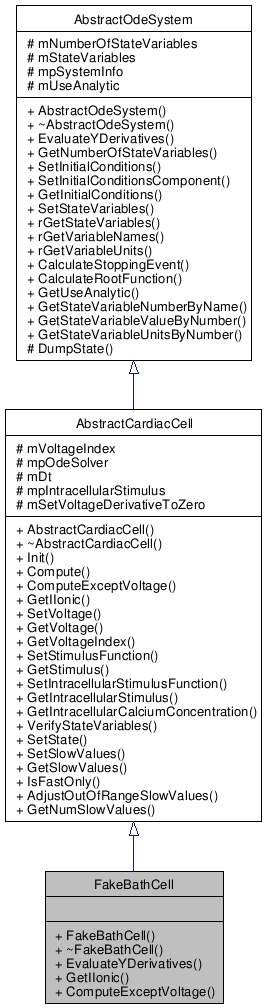 AbstractOdeSystem
# mNumberOfStateVariables
# mStateVariables
# mpSystemInfo
# mUseAnalytic
+ AbstractOdeSystem()
+ ~AbstractOdeSystem()
+ EvaluateYDerivatives()
+ GetNumberOfStateVariables()
+ SetInitialConditions()
+ SetInitialConditionsComponent()
+ GetInitialConditions()
+ SetStateVariables()
+ rGetStateVariables()
+ rGetVariableNames()
+ rGetVariableUnits()
+ CalculateStoppingEvent()
+ CalculateRootFunction()
+ GetUseAnalytic()
+ GetStateVariableNumberByName()
+ GetStateVariableValueByNumber()
+ GetStateVariableUnitsByNumber()
# DumpState()
AbstractCardiacCell
# mVoltageIndex
# mpOdeSolver
# mDt
# mpIntracellularStimulus
# mSetVoltageDerivativeToZero
+ AbstractCardiacCell()
+ ~AbstractCardiacCell()
+ Init()
+ Compute()
+ ComputeExceptVoltage()
+ GetIIonic()
+ SetVoltage()
+ GetVoltage()
+ GetVoltageIndex()
+ SetStimulusFunction()
+ GetStimulus()
+ SetIntracellularStimulusFunction()
+ GetIntracellularStimulus()
+ GetIntracellularCalciumConcentration()
+ VerifyStateVariables()
+ SetState()
+ SetSlowValues()
+ GetSlowValues()
+ IsFastOnly()
+ AdjustOutOfRangeSlowValues()
+ GetNumSlowValues()
FakeBathCell
+ FakeBathCell()
+ ~FakeBathCell()
+ EvaluateYDerivatives()
+ GetIIonic()
+ ComputeExceptVoltage()